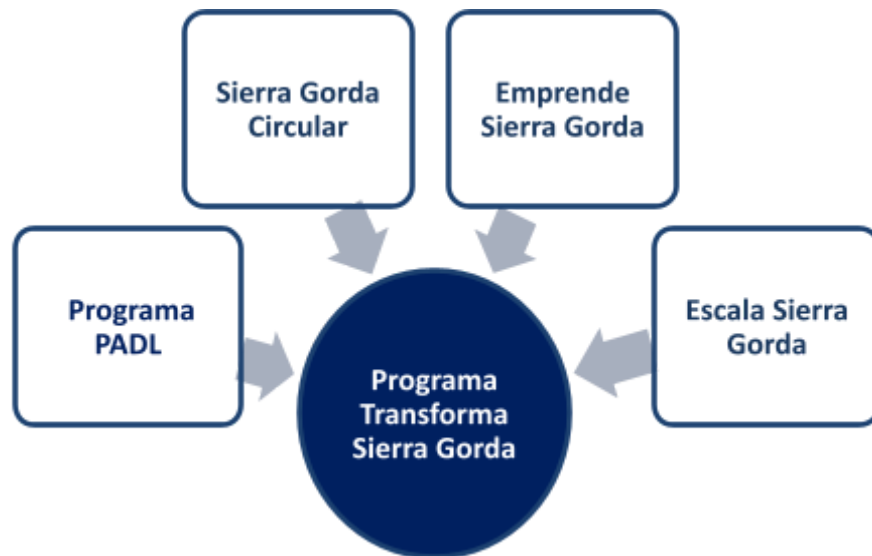 Sierra Gorda
Circular
Emprende
Sierra Gorda
Programa
PADL
Escala Sierra
Gorda
Programa
Transforma
Sierra Gorda